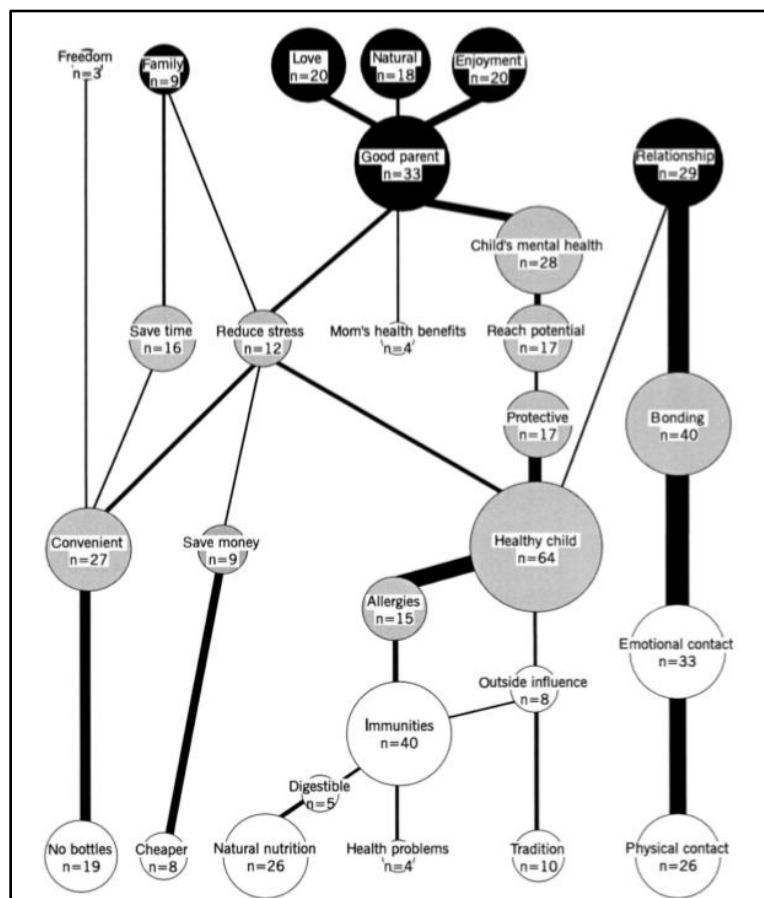 Freedom
n=3
Family
n=9
Love
n=20
Natural
n=18
Enjoyment
n=20
Good parent
n=33
Relationship
n=29
Child's mental health
n=28
Save time
n=16
Reduce stress
n=12
Mom's health benefits
n=4
Reach potential
n=17
Protective
n=17
Bonding
n=40
Convenient
n=27
Save money
n=9
Healthy child
n=64
Allergies
n=15
Emotional contact
n=33
Outside influence
n=8
Immunities
n=40
Digestible
n=5
No bottles
n=19
Cheaper
n=8
Natural nutrition
n=26
Health problems
n=4
Tradition
n=10
Physical contact
n=26